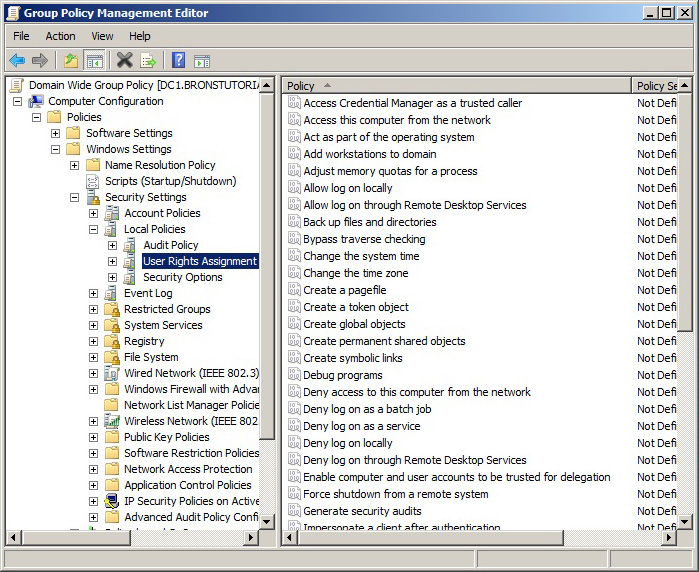 Group Policy Management Editor
File Action View Help
Domain Wide Group Policy [DC1.BRONSTUTORIA
Computer Configuration
Policies
Software Settings
Windows Settings
Name Resolution Policy
Scripts (Startup/Shutdown)
Security Settings
Account Policies
Local Policies
Audit Policy
User Rights Assignment
Security Options
Event Log
Restricted Groups
System Services
Registry
File System
Wired Network (IEEE 802.3)
Windows Firewall with Advan
Network List Manager Policie
Wireless Network (IEEE 802
Public Key Policies
Software Restriction Policies
Network Access Protection
Application Control Policies
IP Security Policies on Active
Advanced Audit Policy Confi
Policy Policy Se
Access Credential Manager as a trusted caller Not Defi
Access this computer from the network Not Defi
Act as part of the operating system Not Defi
Add workstations to domain Not Defi
Adjust memory quotas for a process Not Defi
Allow log on locally Not Defi
Allow log on through Remote Desktop Services Not Defi
Back up files and directories Not Defi
Bypass traverse checking Not Defi
Change the system time Not Defi
Change the time zone Not Defi
Create a pagefile Not Defi
Create a token object Not Defi
Create global objects Not Defi
Create permanent shared objects Not Defi
Create symbolic links Not Defi
Debug programs Not Defi
Deny access to this computer from the network Not Defi
Deny log on as a batch job Not Defi
Deny log on as a service Not Defi
Deny log on locally Not Defi
Deny log on through Remote Desktop Services Not Defi
Enable computer and user accounts to be trusted for delegation Not Defi
Force shutdown from a remote system Not Defi
Generate security audits Not Defi
Impersonate a client after authentication Not Defi